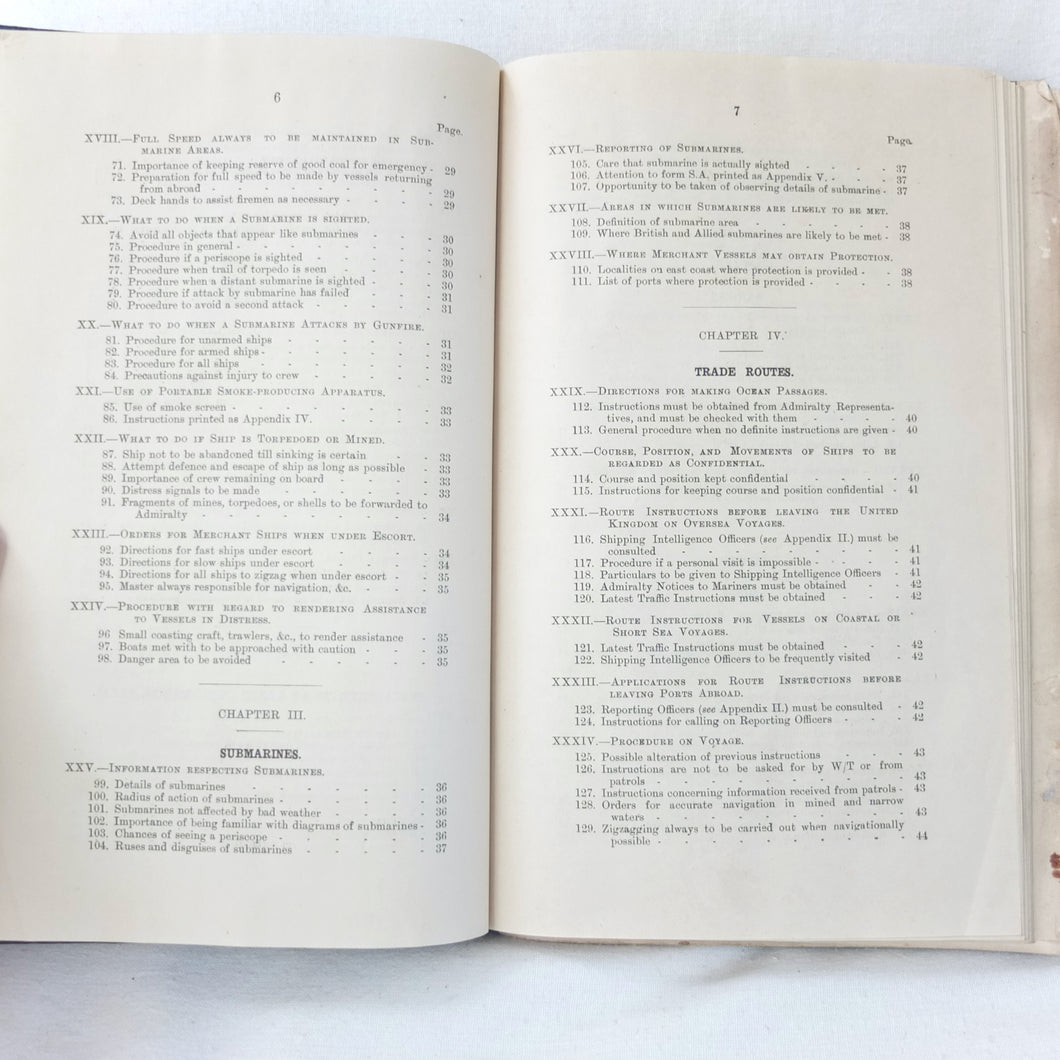 6
Page.
XVIII.—Full Speed always to be maintained in Sub-
marine Areas.
71. Importance of keeping reserve of good coal for emergency - 29
72. Preparation for full speed to be made by vessels returning
from abroad - - - - - - - - 29
73. Deck hands to assist firemen as necessary - - - - 29
XIX.—What to do when a Submarine is sighted.
74. Avoid all objects that appear like submarines - - - 30
75. Procedure in general - - - - - - - 30
76. Procedure if a periscope is sighted - - - - - 30
77. Procedure when trail of torpedo is seen - - - - 30
78. Procedure when a distant submarine is sighted - - - 30
79. Procedure if attack by submarine has failed - - - 31
80. Procedure to avoid a second attack - - - - - 31
XX.—What to do when a Submarine Attacks by Gunfire.
81. Procedure for unarmed ships - - - - - - 31
82. Procedure for armed ships - - - - - - - 31
83. Procedure for all ships - - - - - - - 32
84. Precautions against injury to crew - - - - - 32
XXI.—Use of Portable Smoke-producing Apparatus.
85. Use of smoke screen - - - - - - - - 33
86. Instructions printed as Appendix IV. - - - - 33
XXII.—What to do if Ship is Torpedoed or Mined.
87. Ship not to be abandoned till sinking is certain - - 33
88. Attempt defence and escape of ship as long as possible - 33
89. Importance of crew remaining on board - - - - 33
90. Distress signals to be made - - - - - - 33
91. Fragments of mines, torpedoes, or shells to be forwarded to
Admiralty - - - - - - - - - 34
XXIII.—Orders for Merchant Ships when under Escort.
92. Directions for fast ships under escort - - - - 34
93. Directions for slow ships under escort - - - - 34
94. Directions for all ships to zigzag when under escort - - 35
95. Master always responsible for navigation, &c. - - - 35
XXIV.—Procedure with regard to rendering Assistance
to Vessels in Distress.
96 Small coasting craft, trawlers, &c., to render assistance - 35
97. Boats met with to be approached with caution - - - 35
98. Danger area to be avoided - - - - - - 35
CHAPTER III.
SUBMARINES.
XXV.—Information respecting Submarines.
99. Details of submarines - - - - - - - 36
100. Radius of action of submarines - - - - - - 36
101. Submarines not affected by bad weather - - - - 36
102. Importance of being familiar with diagrams of submarines - 36
103. Chances of seeing a periscope - - - - - - 36
104. Ruses and disguises of submarines - - - - - 37
7
Page.
XXVI.—Reporting of Submarines.
105. Care that submarine is actually sighted - - - - 37
106. Attention to form S.A. printed as Appendix V. - - - 37
107. Opportunity to be taken of observing details of submarine - 37
XXVII.—Areas in which Submarines are likely to be met.
108. Definition of submarine area - - - - - - 38
109. Where British and Allied submarines are likely to be met - 38
XXVIII.—Where Merchant Vessels may obtain Protection.
110. Localities on east coast where protection is provided - - 38
111. List of ports where protection is provided - - - - 38
CHAPTER IV.
TRADE ROUTES.
XXIX.—Directions for making Ocean Passages.
112. Instructions must be obtained from Admiralty Representa-
tives, and must be checked with them - - - - 40
113. General procedure when no definite instructions are given - 40
XXX.—Course, Position, and Movements of Ships to be
regarded as Confidential.
114. Course and position kept confidential - - - - 40
115. Instructions for keeping course and position confidential - 41
XXXI.—Route Instructions before leaving the United
Kingdom on Oversea Voyages.
116. Shipping Intelligence Officers (see Appendix II.) must be
consulted - - - - - - - - - 41
117. Procedure if a personal visit is impossible - - - - 41
118. Particulars to be given to Shipping Intelligence Officers - 41
119. Admiralty Notices to Mariners must be obtained - - 42
120. Latest Traffic Instructions must be obtained - - - 42
XXXII.—Route Instructions for Vessels on Coastal or
Short Sea Voyages.
121. Latest Traffic Instructions must be obtained - - - 42
122. Shipping Intelligence Officers to be frequently visited - 42
XXXIII.—Applications for Route Instructions before
leaving Ports Abroad.
123. Reporting Officers (see Appendix II.) must be consulted - 42
124. Instructions for calling on Reporting Officers - - - 42
XXXIV.—Procedure on Voyage.
125. Possible alteration of previous instructions - - - 43
126. Instructions are not to be asked for by W/T or from
patrols - - - - - - - - - 43
127. Instructions concerning information received from patrols - 43
128. Orders for accurate navigation in mined and narrow
waters - - - - - - - - - 43
129. Zigzagging always to be carried out when navigationally
possible - - - - - - - - - 44